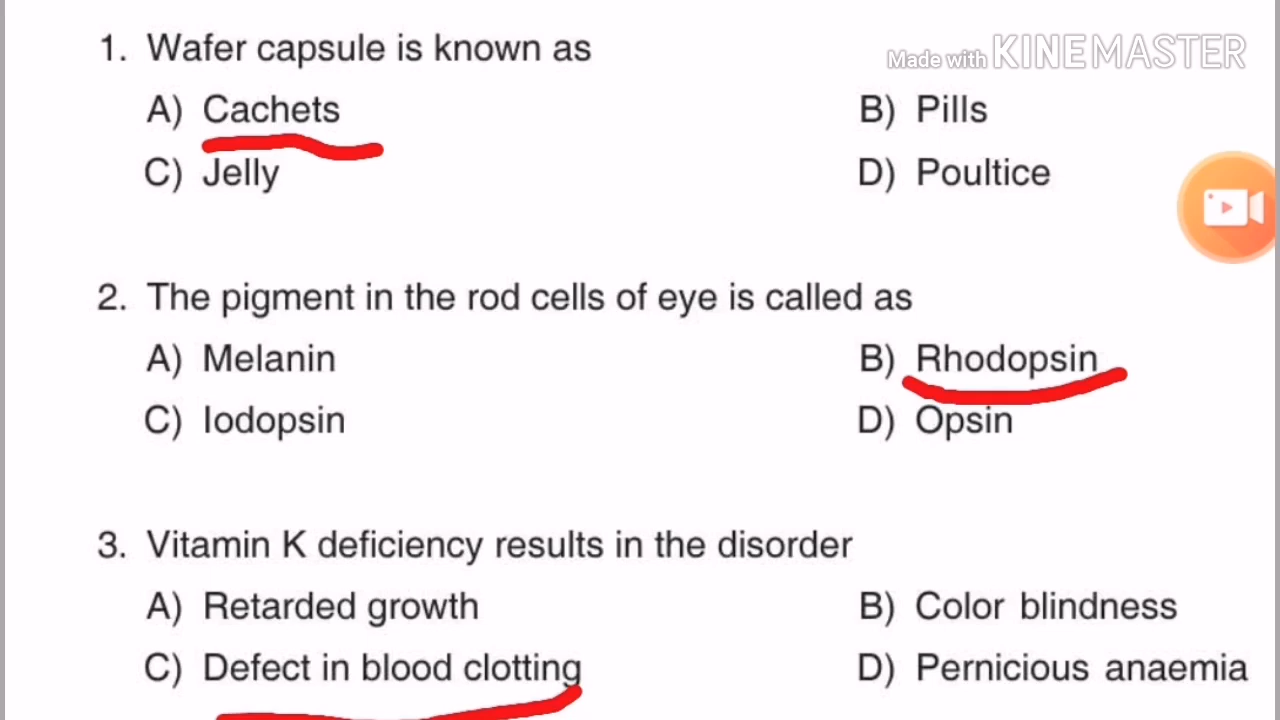 1. Wafer capsule is known as
Made with KINEMASTER
A) Cachets B) Pills
C) Jelly D) Poultice
2. The pigment in the rod cells of eye is called as
A) Melanin B) Rhodopsin
C) Iodopsin D) Opsin
3. Vitamin K deficiency results in the disorder
A) Retarded growth B) Color blindness
C) Defect in blood clotting D) Pernicious anaemia